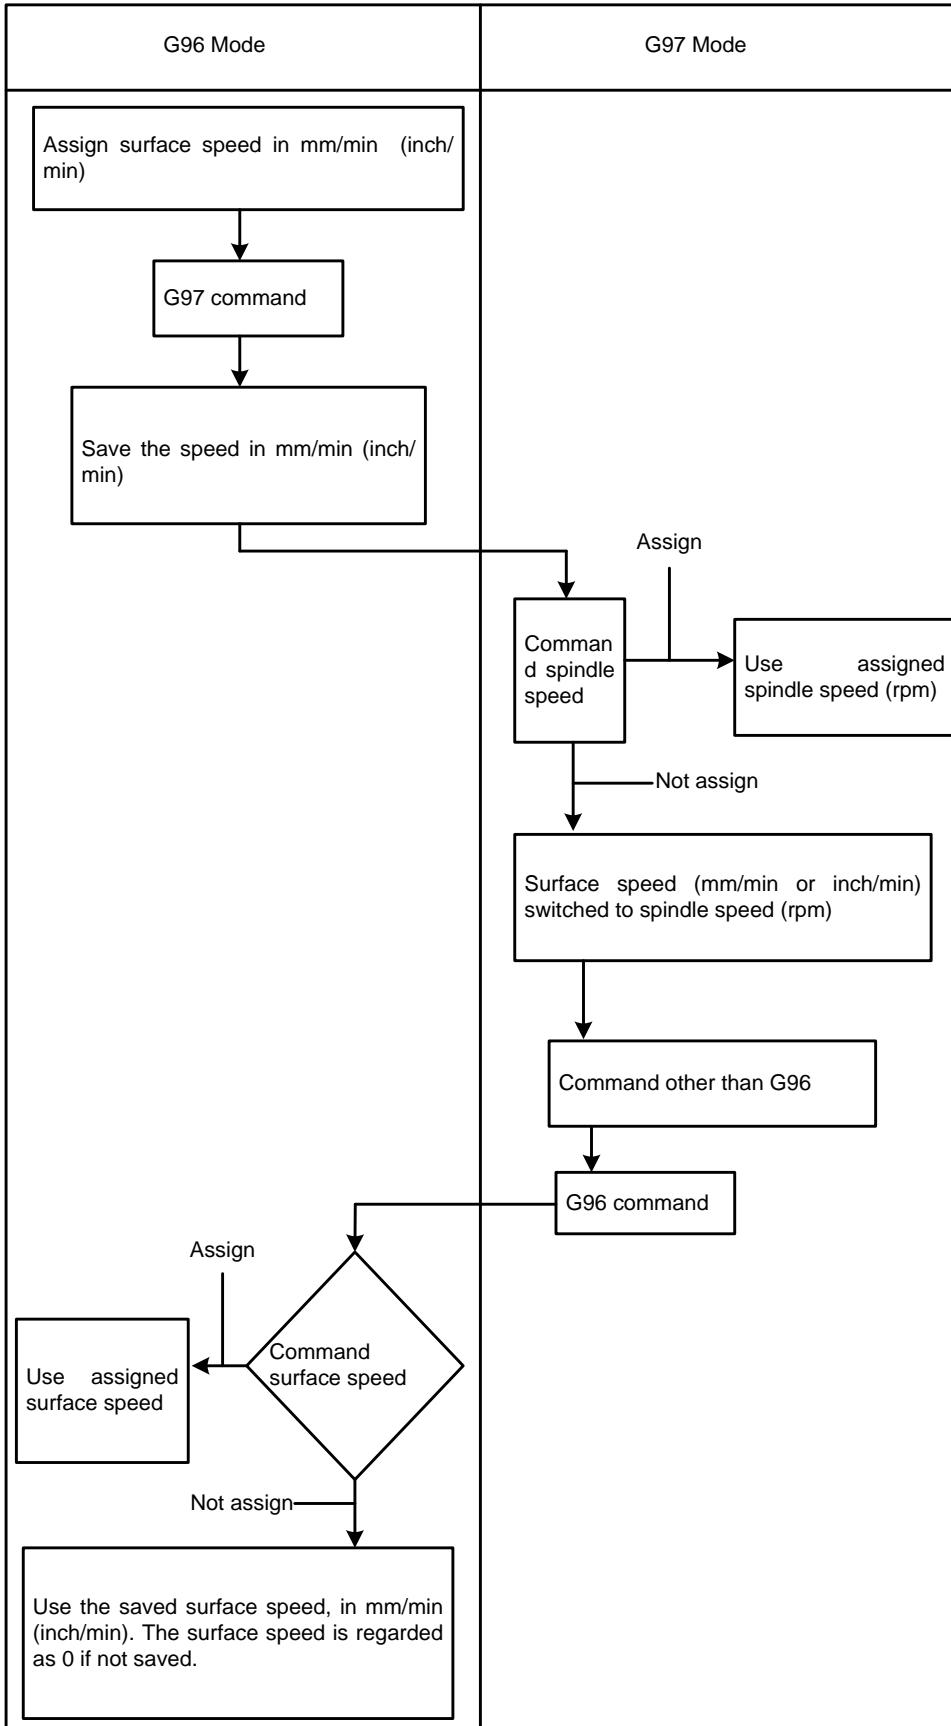 G96 Mode
G97 Mode
Assign surface speed in mm/min (inch/
min)
G97 command
Save the speed in mm/min (inch/
min)
Assign
Comman
d spindle
speed
Use assigned
spindle speed (rpm)
Not assign
Surface speed (mm/min or inch/min)
switched to spindle speed (rpm)
Command other than G96
G96 command
Assign
Command
surface speed
Use assigned
surface speed
Not assign
Use the saved surface speed, in mm/min
(inch/min). The surface speed is regarded
as 0 if not saved.